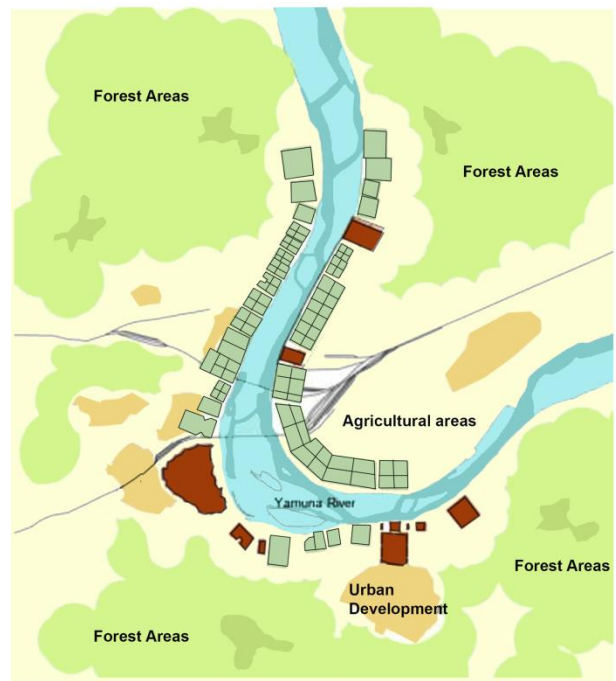 Forest Areas
Forest Areas
Agricultural areas
Yamuna River
Forest Areas
Urban
Development
Forest Areas